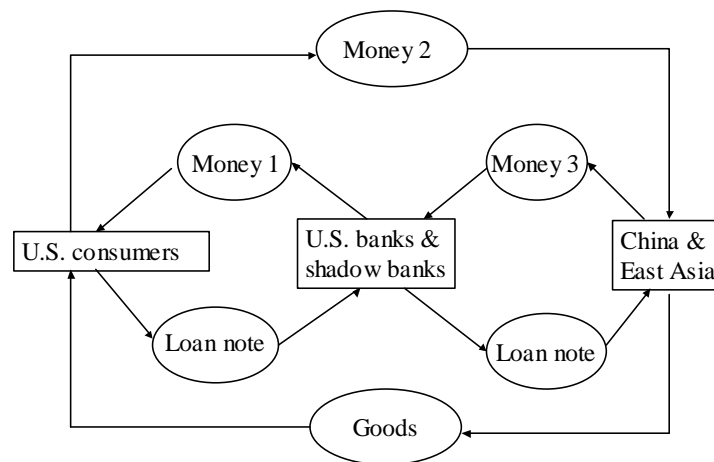 Money 2
Money 1
Money 3
U.S. consumers
U.S. banks &
shadow banks
China &
East Asia
Loan note
Loan note
Goods